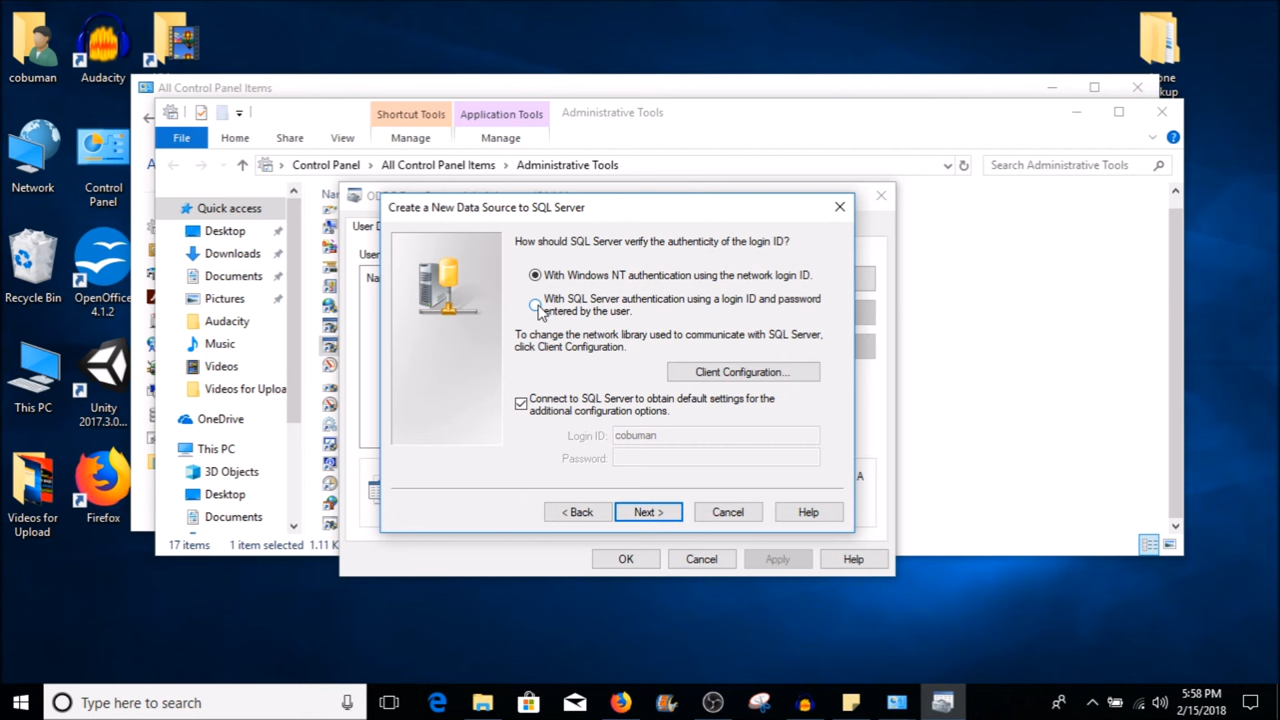 cobuman
Audacity
All Control Panel Items
Shortcut Tools
Application Tools
Administrative Tools
File
Home
Share
View
Manage
Manage
Control Panel
All Control Panel Items
Administrative Tools
Search Administrative Tools
Network
Control
Panel
Recycle Bin
OpenOffice
4.1.2
This PC
Unity
2017.3.0...
Videos for
Upload
Firefox
Quick access
Desktop
Downloads
Documents
Pictures
Audacity
Music
Videos
Videos for Uploa
OneDrive
This PC
3D Objects
Desktop
Documents
17 items
1 item selected
1.11 K
User D
User
Create a New Data Source to SQL Server
How should SQL Server verify the authenticity of the login ID?
With Windows NT authentication using the network login ID.
With SQL Server authentication using a login ID and password
entered by the user.
To change the network library used to communicate with SQL Server,
click Client Configuration.
Client Configuration...
Connect to SQL Server to obtain default settings for the
additional configuration options.
Login ID:
cobuman
Password:
< Back
Next >
Cancel
Help
OK
Cancel
Apply
Help
Type here to search
5:58 PM
2/15/2018